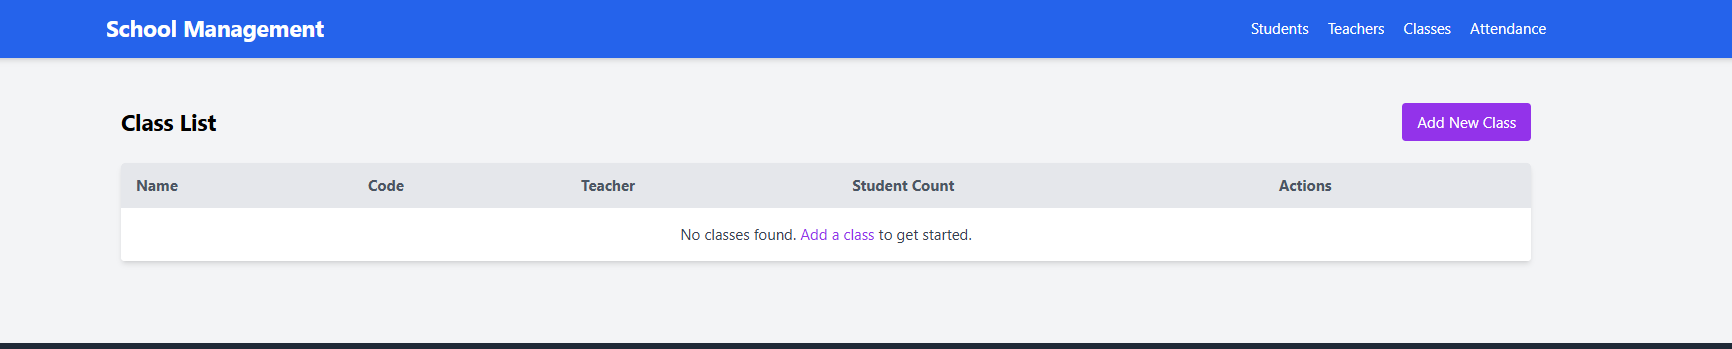 School Management
Students Teachers Classes Attendance
Class List
Add New Class
Name Code Teacher Student Count Actions
No classes found. Add a class to get started.